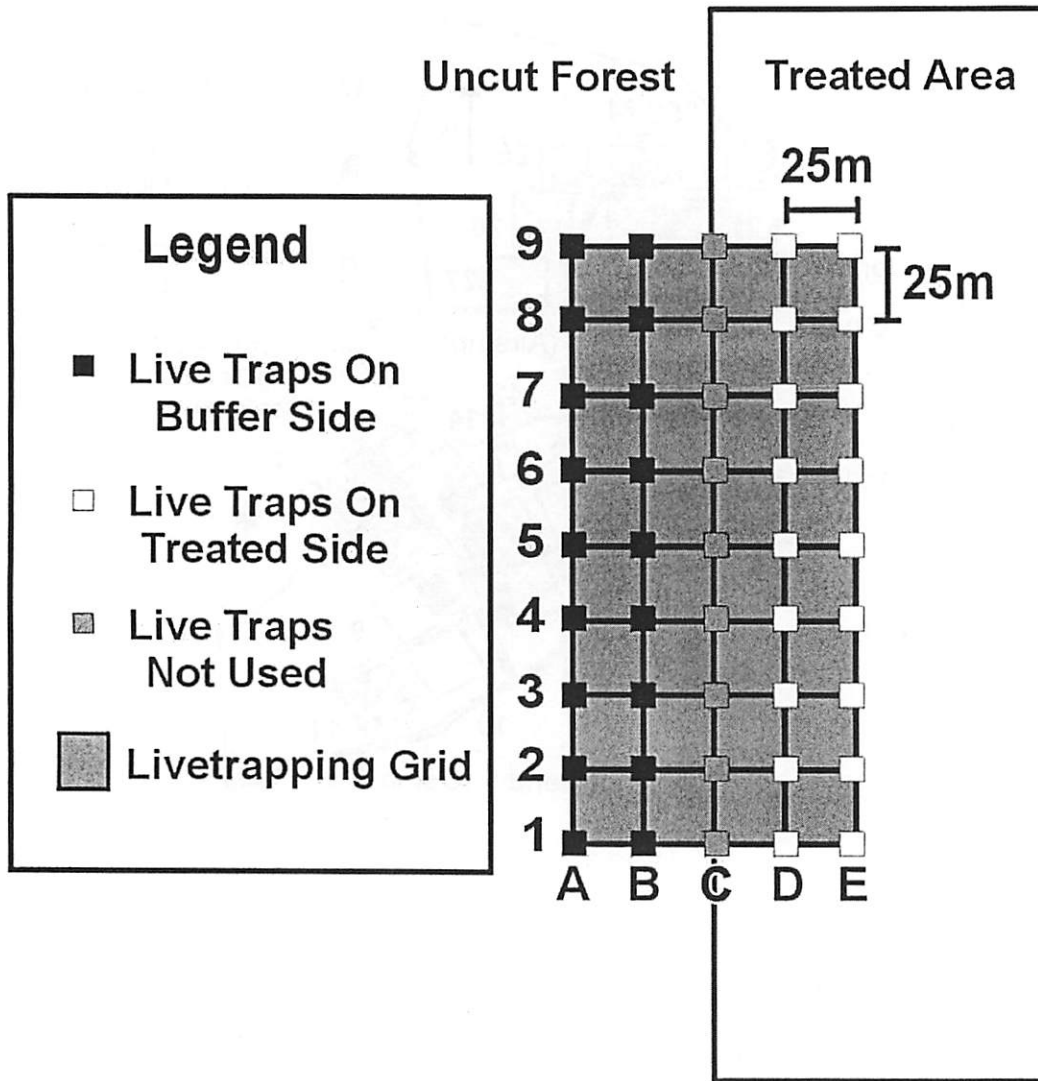 Uncut Forest
Treated Area
25m
25m
Legend
Live Traps On
Buffer Side
Live Traps On
Treated Side
Live Traps
Not Used
Livetrapping Grid
9
8
7
6
5
4
3
2
1
A B C D E